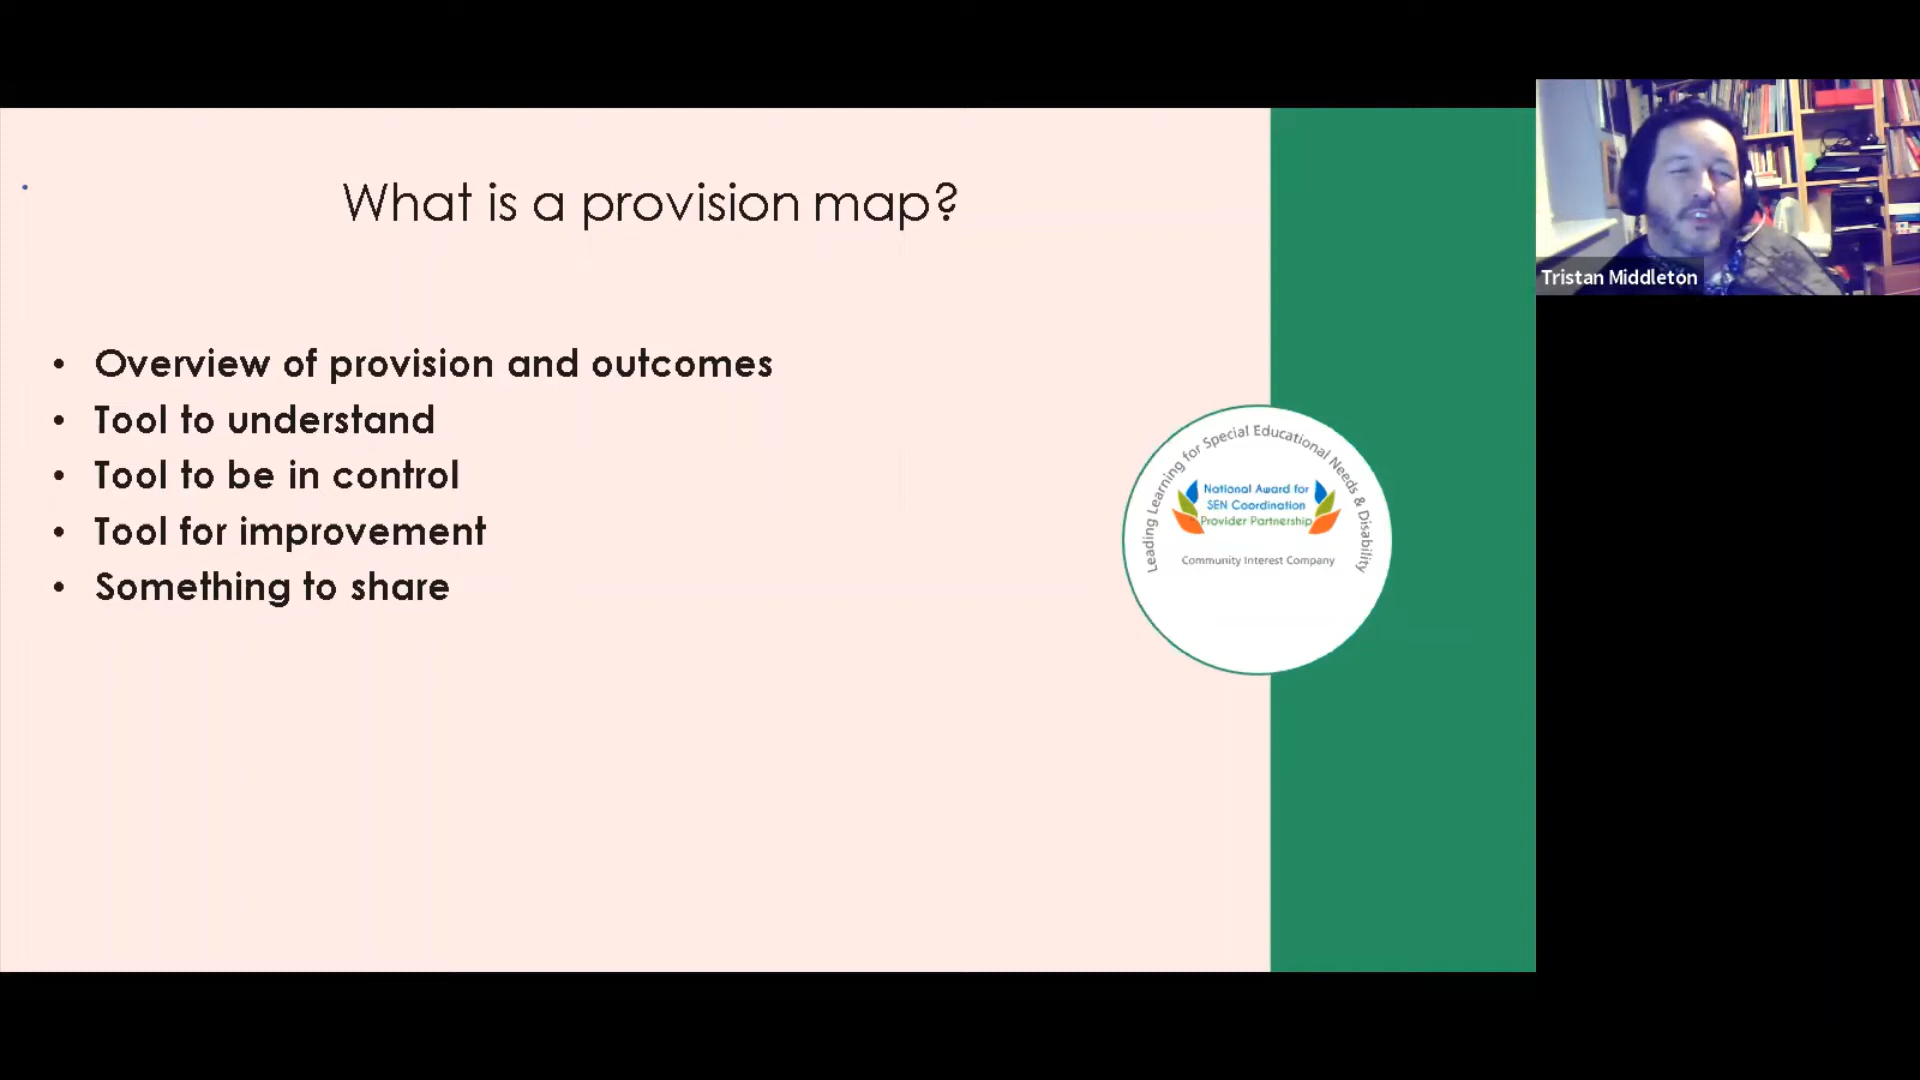 What is a provision map?
• Overview of provision and outcomes
• Tool to understand
• Tool to be in control
• Tool for improvement
• Something to share
Leading Learning for Special Educational Needs & Disability
National Award for
SEN Coordination
Provider Partnership
Community Interest Company
Tristan Middleton